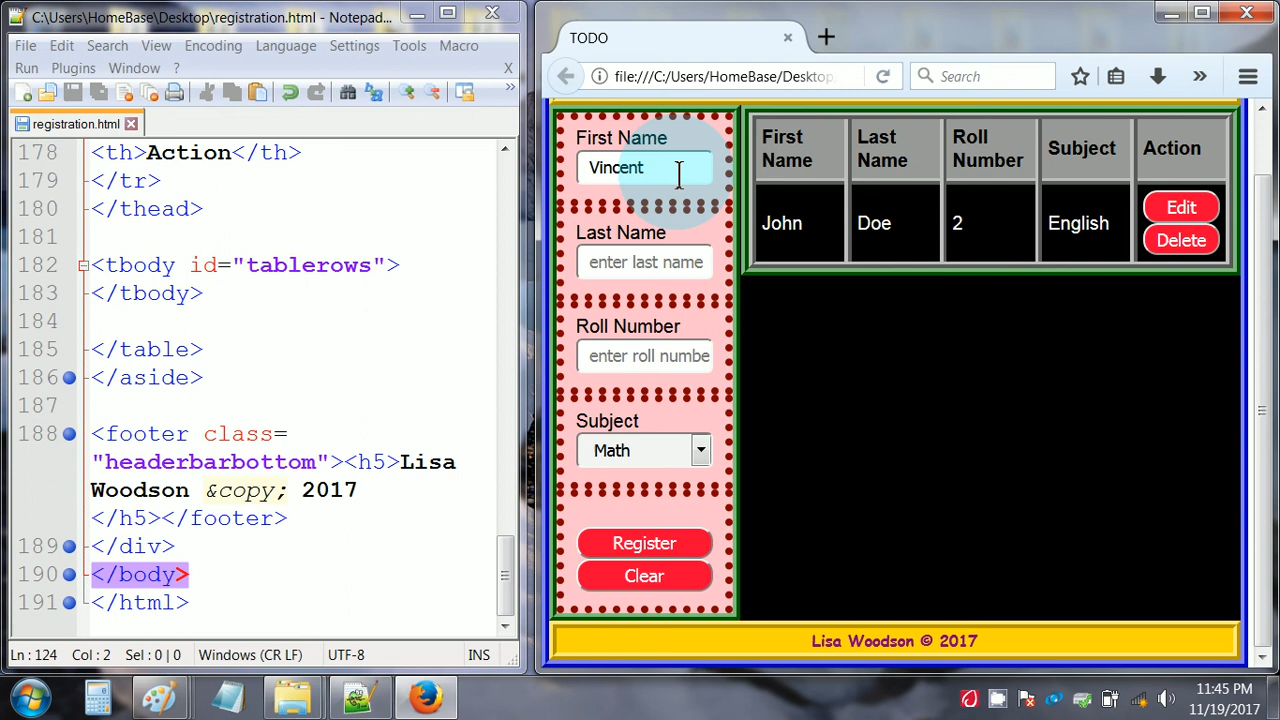 C:\Users\HomeBase\Desktop\registration.html - Notepad...
File Edit Search View Encoding Language Settings Tools Macro
Run Plugins Window ? X
registration.html
178 <th>Action</th>
179 </tr>
180 </thead>
181
182 <tbody id="tablerows">
183 </tbody>
184
185 </table>
186 </aside>
187
188 <footer class=
"headerbarbottom"><h5>Lisa
Woodson &copy; 2017
</h5></footer>
189 </div>
190 </body>
191 </html>
Ln : 124 Col : 2 Sel : 0 | 0 Windows (CR LF) UTF-8 INS
TODO
file:///C:/Users/HomeBase/Desktop
Search
First Name
Vincent
Last Name
enter last name
Roll Number
enter roll numbe
Subject
Math
Register
Clear
First Name Last Name Roll Number Subject Action
John Doe 2 English Edit
Delete
Lisa Woodson © 2017
11:45 PM
11/19/2017